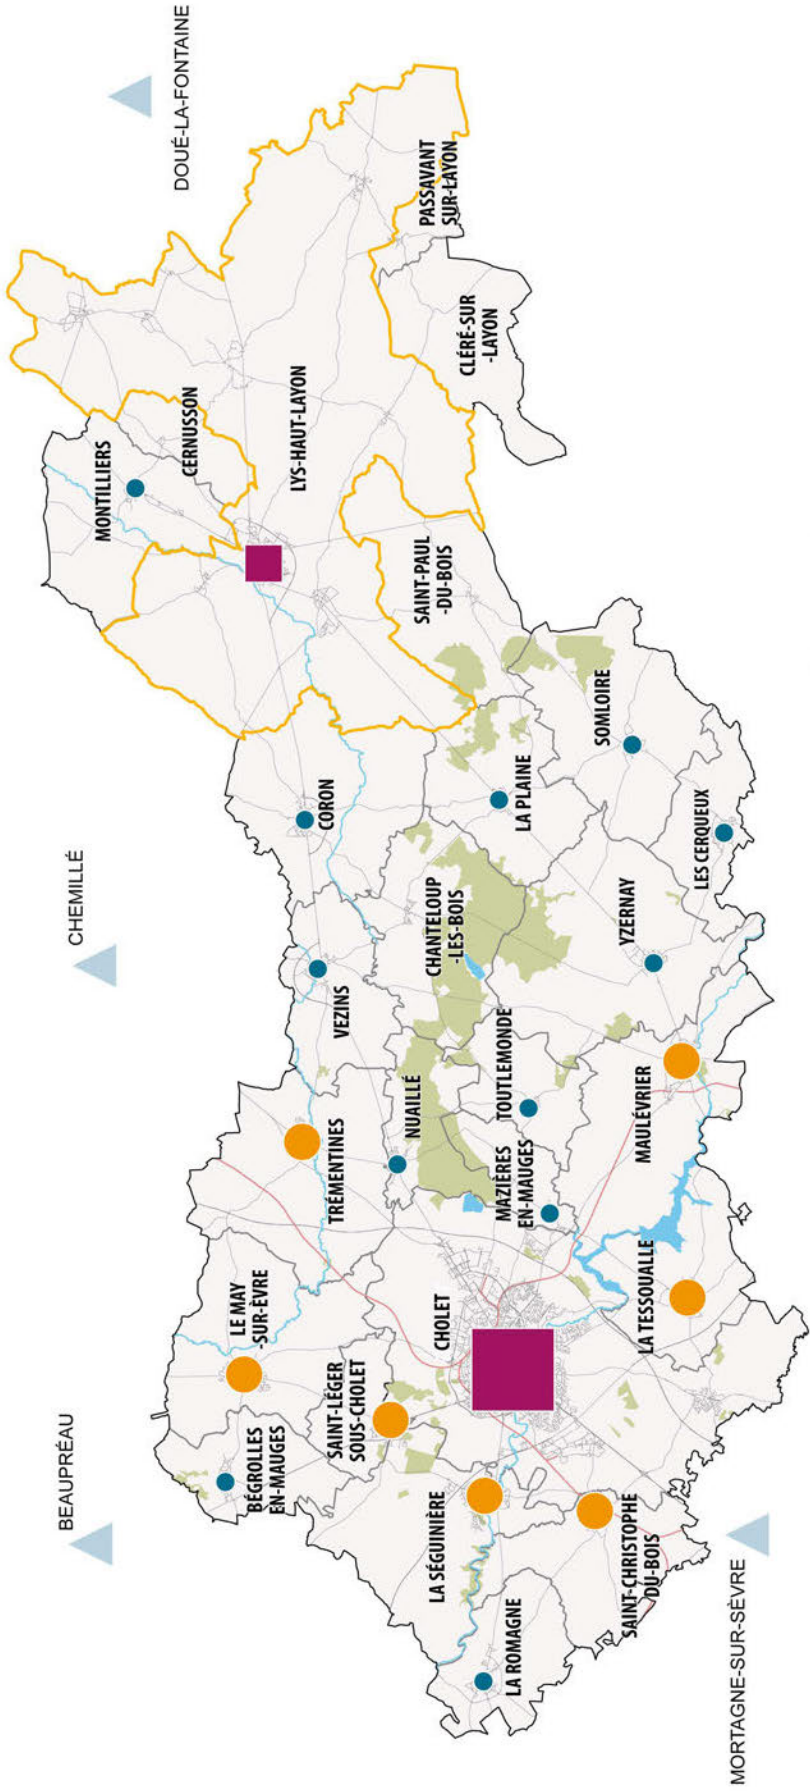 DOUÉ-LA-FONTAINE
CHEMILLÉ
BEAUPRÉAU
MORTAGNE-SUR-SÈVRE
PASSAVANT
SUR-LAYON
CLÉRÉ-SUR
-LAYON
LYS-HAUT-LAYON
CERNUSSON
MONTILLIERS
SAINT-PAUL
-DU-BOIS
SOMLOIRE
LA PLAINE
CORON
LES CERQUEUX
YZERNAY
CHANTELOUP
-LES-BOIS
VEZINS
TOUTLEMONDE
NUAILLÉ
MAULÉVRIER
TRÉMENTINES
MAZIÈRES
EN-MAUGES
LA TESSOUALLE
LE MAY
-SUR-ÈVRE
CHOLET
SAINT-LÉGER
SOUS-CHOLET
BÉGROLLES
EN-MAUGES
LA SÉGUINIÈRE
SAINT-CHRISTOPHE
DU-BOIS
LA ROMAGNE